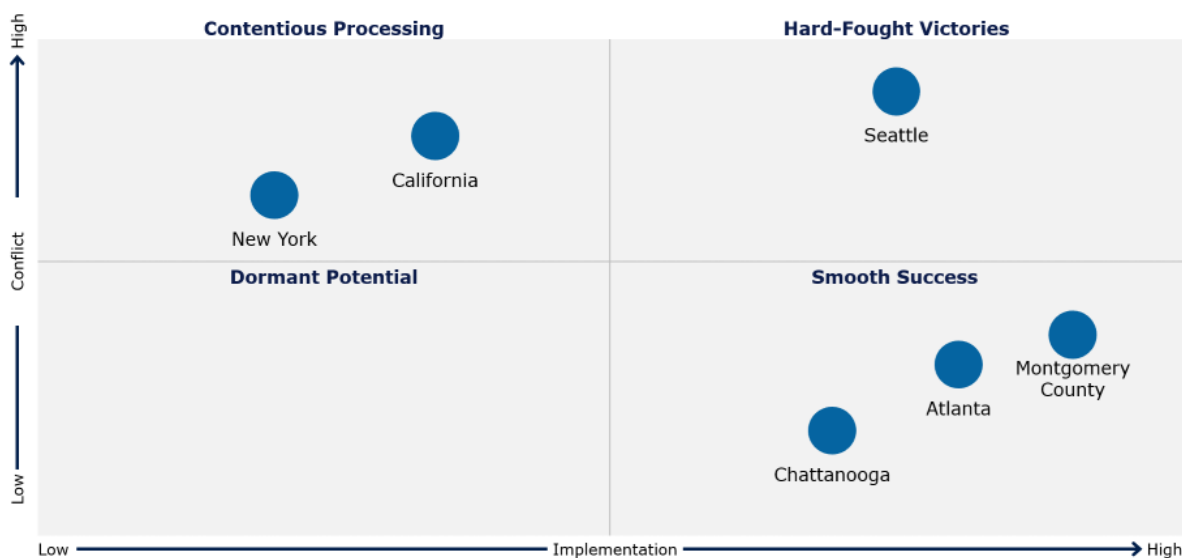 High
Contentious Processing
Hard-Fought Victories
Seattle
California
New York
Conflict
Dormant Potential
Smooth Success
Montgomery
County
Atlanta
Chattanooga
Low
Low
Implementation
High